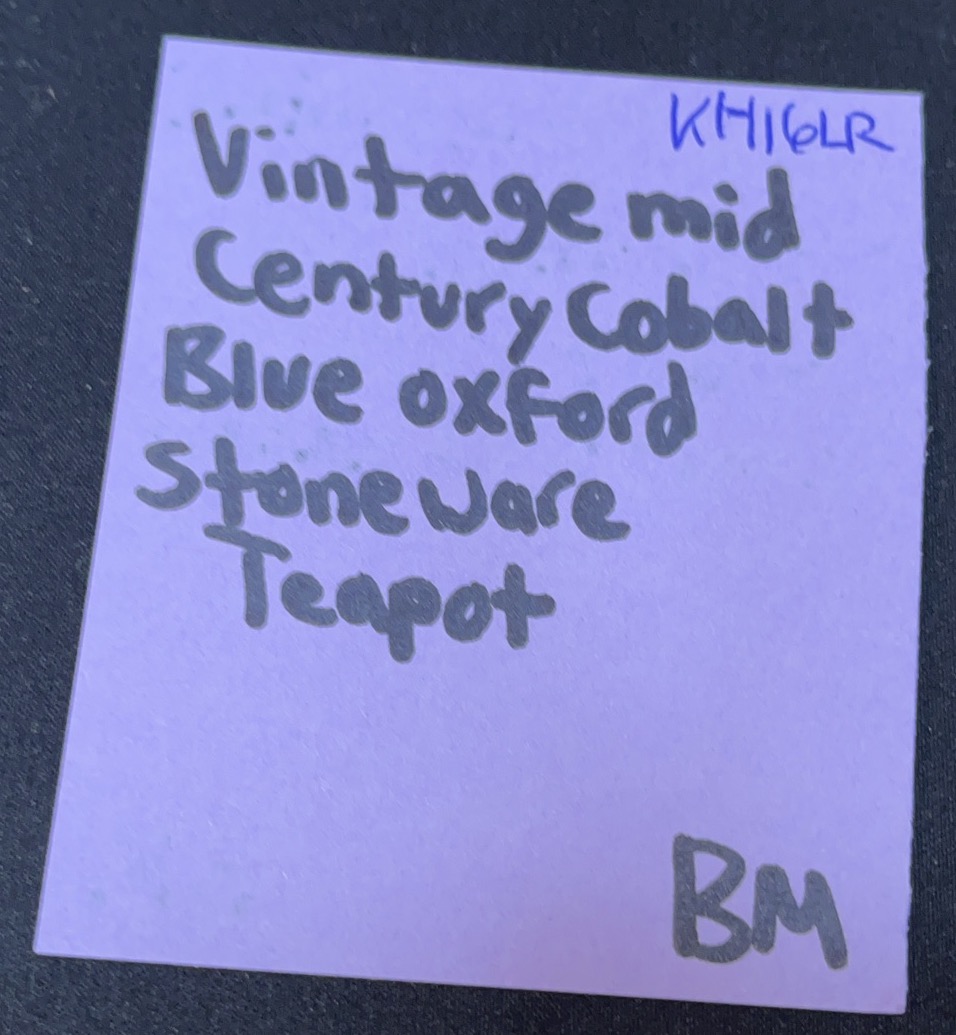 KH16LR
Vintage mid
Century Cobalt
Blue oxford
Stoneware
Teapot
BM